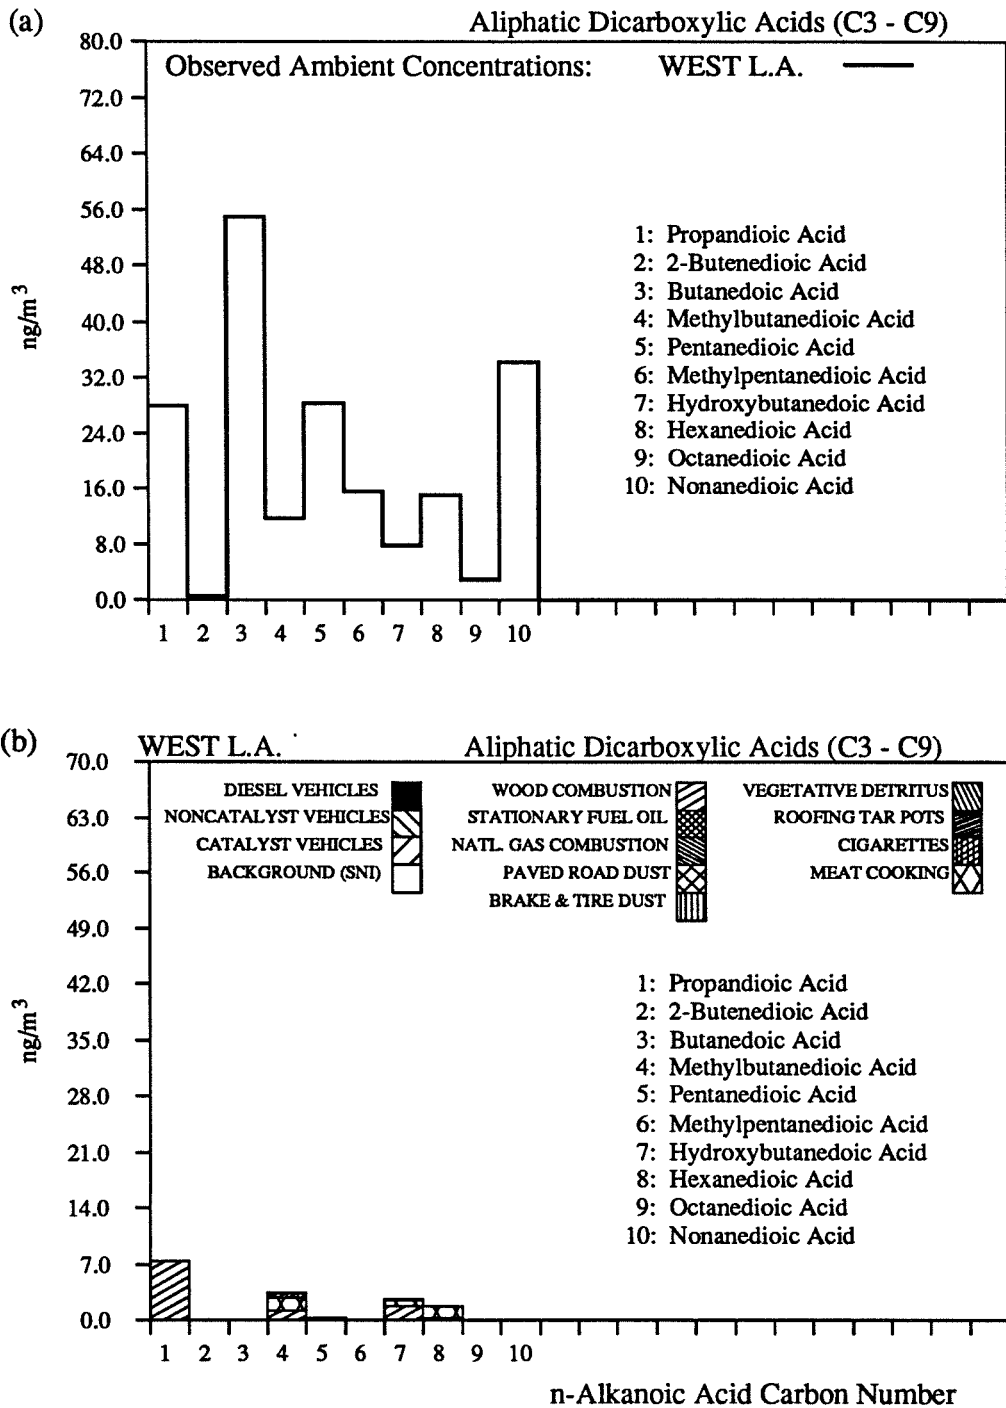 (a)
Aliphatic Dicarboxylic Acids (C3 - C9)
Observed Ambient Concentrations: WEST L.A.
80.0
72.0
64.0
56.0
48.0
40.0
32.0
24.0
16.0
8.0
0.0
ng/m3
1: Propandioic Acid
2: 2-Butenedioic Acid
3: Butanedoic Acid
4: Methylbutanedioic Acid
5: Pentanedioic Acid
6: Methylpentanedioic Acid
7: Hydroxybutanedoic Acid
8: Hexanedioic Acid
9: Octanedioic Acid
10: Nonanedioic Acid
1 2 3 4 5 6 7 8 9 10
(b)
WEST L.A. Aliphatic Dicarboxylic Acids (C3 - C9)
70.0
63.0
56.0
49.0
42.0
35.0
28.0
21.0
14.0
7.0
0.0
ng/m3
DIESEL VEHICLES
NONCATALYST VEHICLES
CATALYST VEHICLES
BACKGROUND (SNI)
WOOD COMBUSTION
STATIONARY FUEL OIL
NATL. GAS COMBUSTION
PAVED ROAD DUST
BRAKE & TIRE DUST
VEGETATIVE DETRITUS
ROOFING TAR POTS
CIGARETTES
MEAT COOKING
1: Propandioic Acid
2: 2-Butenedioic Acid
3: Butanedoic Acid
4: Methylbutanedioic Acid
5: Pentanedioic Acid
6: Methylpentanedioic Acid
7: Hydroxybutanedoic Acid
8: Hexanedioic Acid
9: Octanedioic Acid
10: Nonanedioic Acid
1 2 3 4 5 6 7 8 9 10
n-Alkanoic Acid Carbon Number